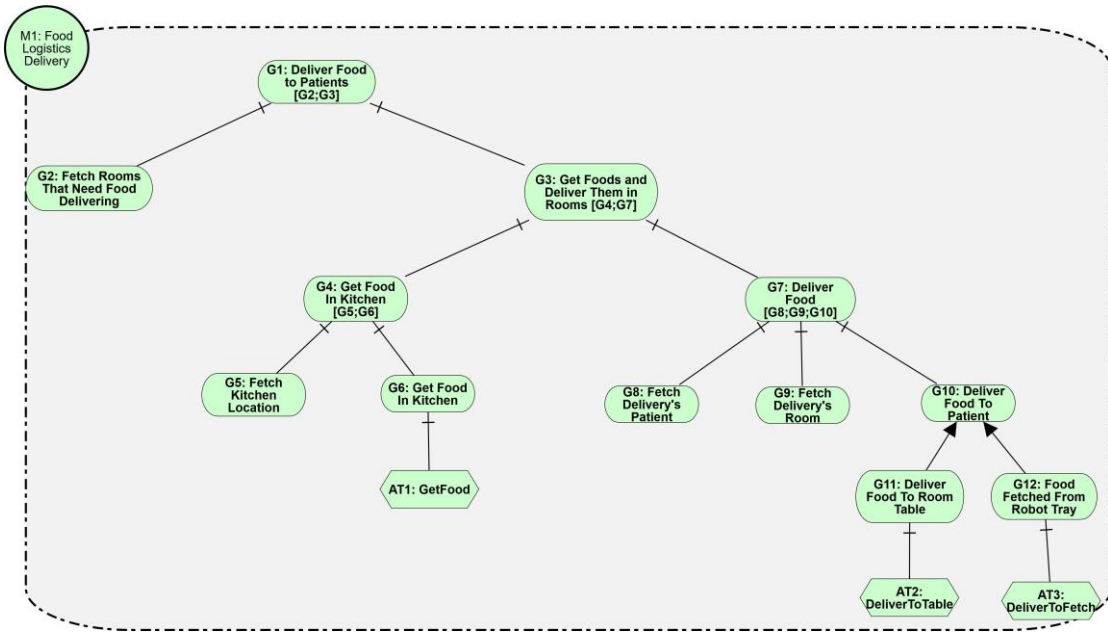 M1: Food
Logistics
Delivery
G1: Deliver Food
to Patients
[G2;G3]
G2: Fetch Rooms
That Need Food
Delivering
G3: Get Foods and
Deliver Them in
Rooms [G4;G7]
G4: Get Food
In Kitchen
[G5;G6]
G7: Deliver
Food
[G8;G9;G10]
G5: Fetch
Kitchen
Location
G6: Get Food
In Kitchen
G8: Fetch
Delivery's
Patient
G9: Fetch
Delivery's
Room
G10: Deliver
Food To
Patient
AT1: GetFood
G11: Deliver
Food To Room
Table
G12: Food
Fetched From
Robot Tray
AT2:
DeliverToTable
AT3:
DeliverToFetch